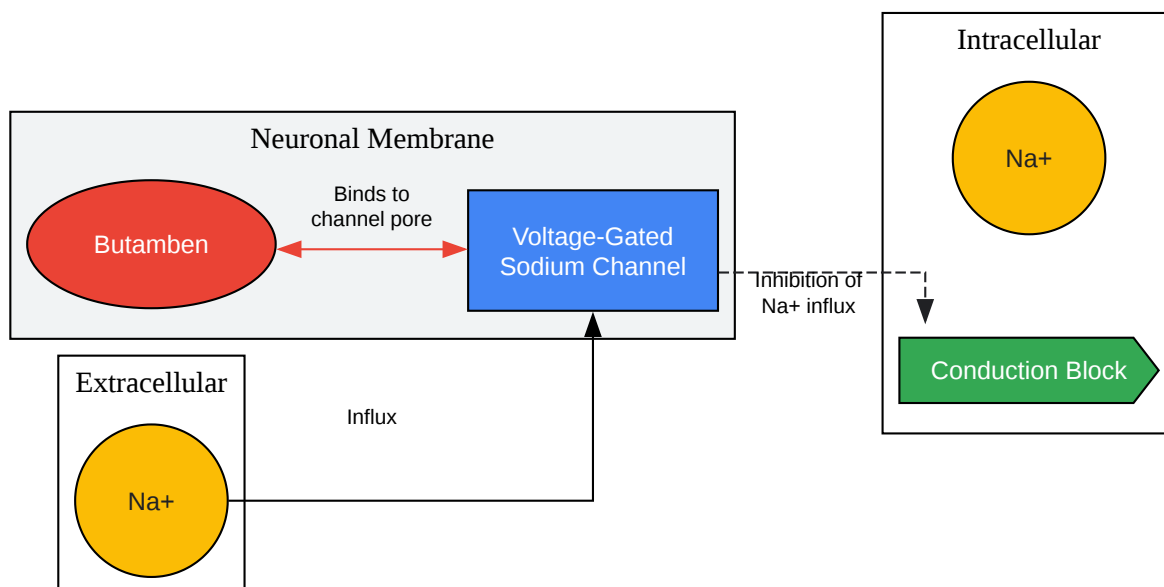 Intracellular
Na+
Neuronal Membrane
Butamben
Binds to
channel pore
Voltage-Gated
Sodium Channel
Inhibition of
Na+ influx
Conduction Block
Extracellular
Influx
Na+